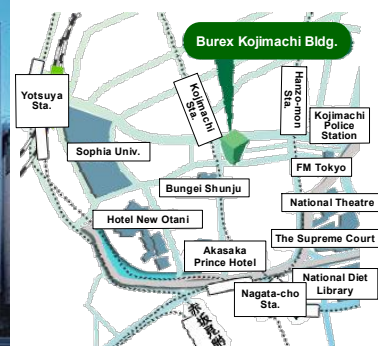 Burex Kojimachi Bldg.
Yotsuya
Sta.
Kojimachi
Sta.
Hanzo-mon
Sta.
Kojimachi
Police
Station
Sophia Univ.
FM Tokyo
Bungei Shunju
National Theatre
Hotel New Otani
The Supreme Court
Akasaka
Prince Hotel
National Diet
Library
Nagata-cho
Sta.